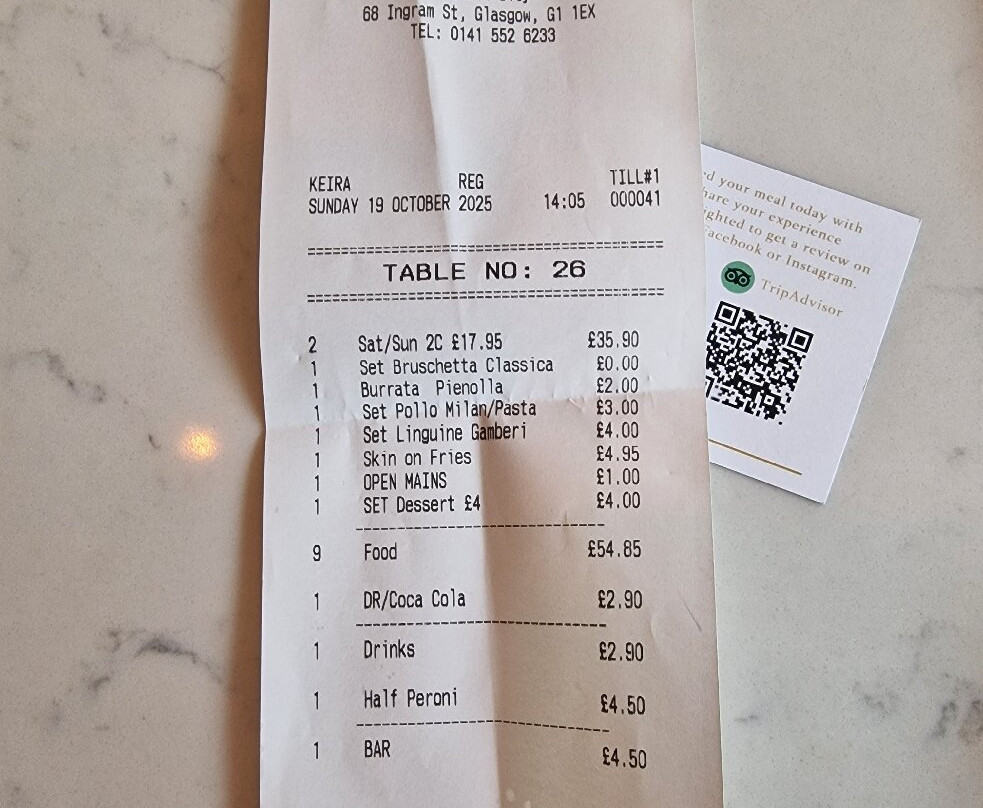 68 Ingram St, Glasgow, G1 1EX
TEL: 0141 552 6233
KEIRA REG TILL#1
SUNDAY 19 OCTOBER 2025 14:05 000041
TABLE NO: 26
2 Sat/Sun 2C £17.95 £35.90
1 Set Bruschetta Classica £0.00
1 Burrata Pienolla £2.00
1 Set Pollo Milan/Pasta £3.00
1 Set Linguine Gamberi £4.00
1 Skin on Fries £4.95
1 OPEN MAINS £1.00
1 SET Dessert £4 £4.00
9 Food £54.85
1 DR/Coca Cola £2.90
1 Drinks £2.90
1 Half Peroni £4.50
1 BAR £4.50
your meal today with
your experience
to get a review on
Facebook or Instagram.
TripAdvisor